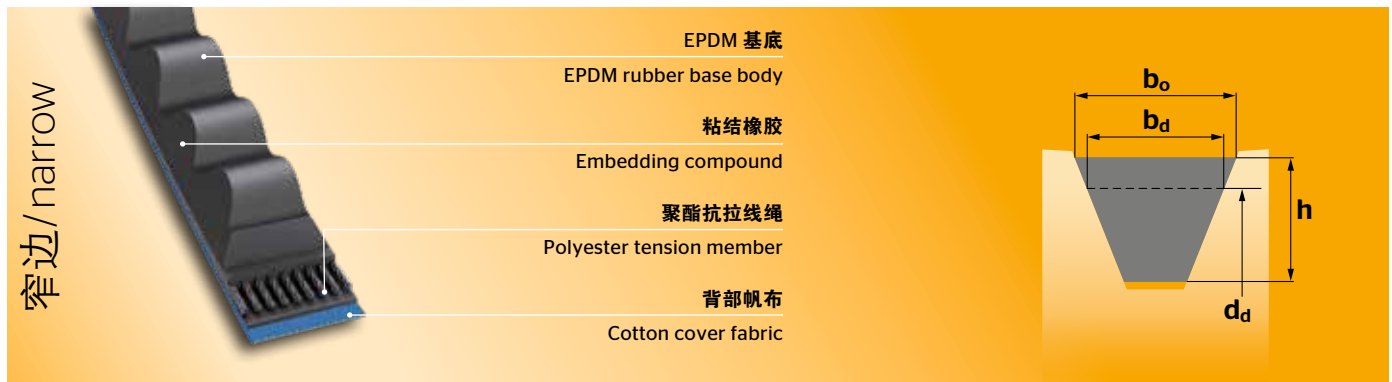 窄边/narrow
EPDM 基底
EPDM rubber base body
粘结橡胶
Embedding compound
聚酯抗拉线绳
Polyester tension member
背部帆布
Cotton cover fabric
bo
bd
h
dd